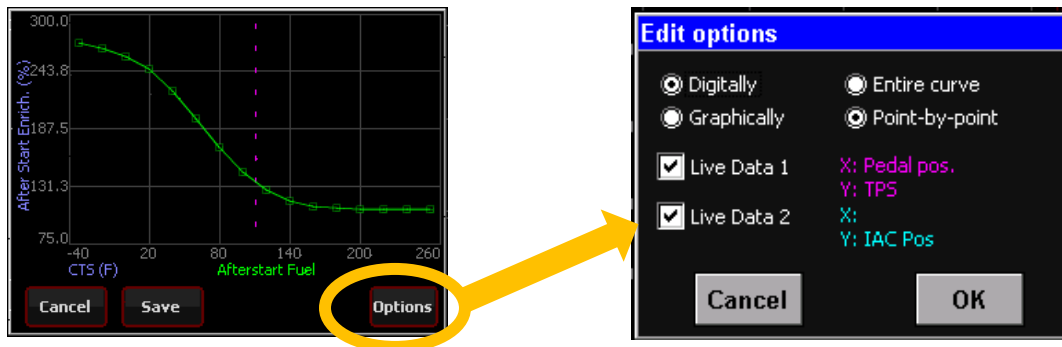 300.0
243.8
187.5
131.3
75.0
After Start Enrich. (%)
-40 20 80 140 200 260
CTS (F) Afterstart Fuel
Cancel Save Options
Edit options
Digitally Entire curve
Graphically Point-by-point
Live Data 1 X: Pedal pos.
Y: TPS
Live Data 2 X:
Y: IAC Pos
Cancel OK